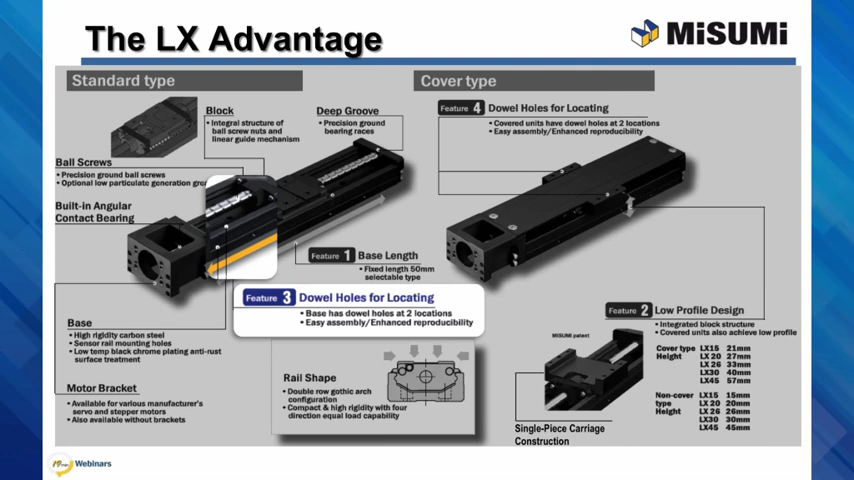 The LX Advantage
MiSUMi
Standard type
Cover type
Block
• Integral structure of
ball screw nuts and
linear guide mechanism
Deep Groove
• Precision ground
bearing races
Feature 4 Dowel Holes for Locating
• Covered units have dowel holes at 2 locations
• Easy assembly/Enhanced reproducibility
Ball Screws
• Precision ground ball screws
• Optional low particulate generation
Built-in Angular
Contact Bearing
Feature 1 Base Length
• Fixed length 50mm
selectable type
Feature 3 Dowel Holes for Locating
• Base has dowel holes at 2 locations
• Easy assembly/Enhanced reproducibility
Feature 2 Low Profile Design
• Integrated block structure
• Covered units also achieve low profile
Base
• High rigidity carbon steel
• Sensor rail mounting holes
• Low temp black chrome plating anti-rust
surface treatment
Motor Bracket
• Available for various manufacturer's
servo and stepper motors
• Also available without brackets
Rail Shape
• Double row gothic arch
configuration
• Compact & high rigidity with four
direction equal load capability
MISUMI patent
Single-Piece Carriage
Construction
Cover type LX15 21mm
Height LX 20 27mm
LX 26 33mm
LX30 40mm
LX45 57mm
Non-cover LX15 15mm
type LX 20 20mm
Height LX 26 26mm
LX30 30mm
LX45 45mm
Webinars